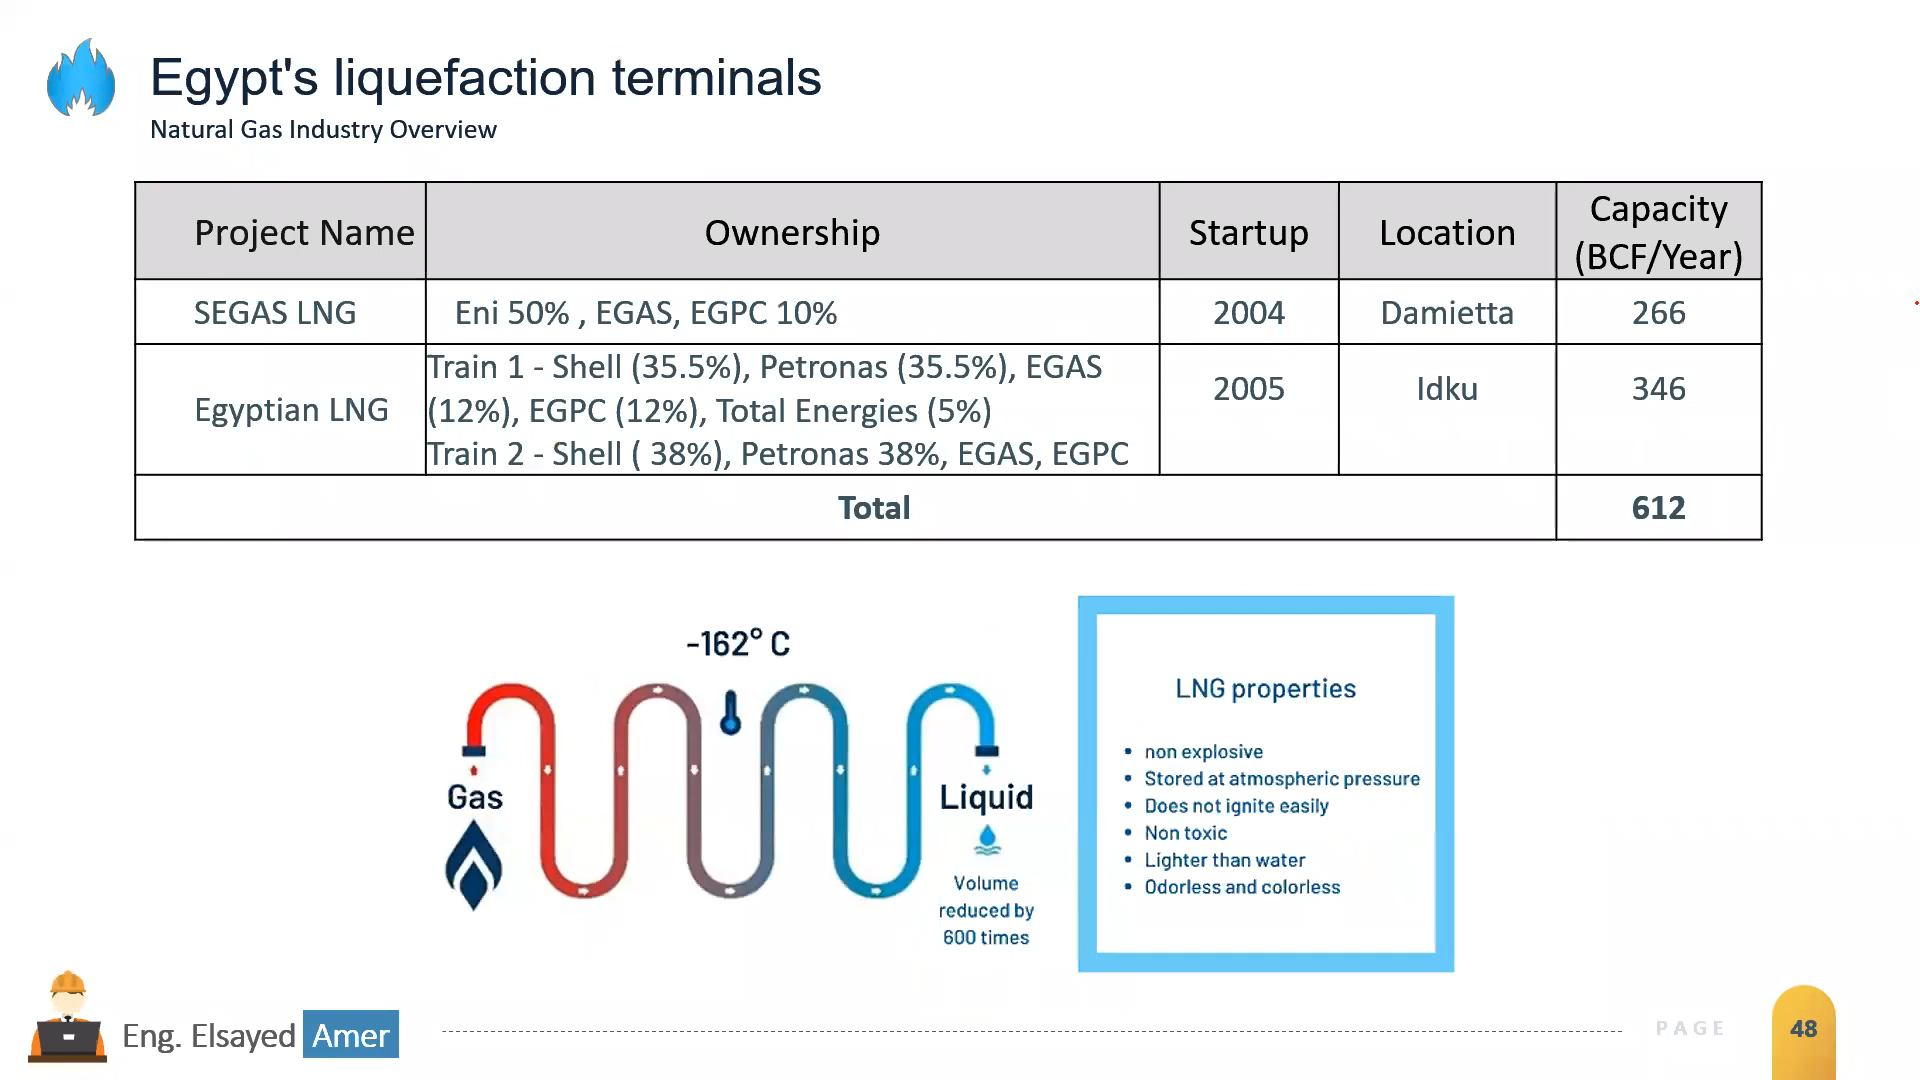 Egypt's liquefaction terminals
Natural Gas Industry Overview
Project Name
Ownership
Startup
Location
Capacity
(BCF/Year)
SEGAS LNG
Eni 50% , EGAS, EGPC 10%
2004
Damietta
266
Egyptian LNG
Train 1 - Shell (35.5%), Petronas (35.5%), EGAS
(12%), EGPC (12%), Total Energies (5%)
Train 2 - Shell ( 38%), Petronas 38%, EGAS, EGPC
2005
Idku
346
Total
612
-162° C
Gas
Liquid
Volume
reduced by
600 times
LNG properties
• non explosive
• Stored at atmospheric pressure
• Does not ignite easily
• Non toxic
• Lighter than water
• Odorless and colorless
Eng. Elsayed Amer
PAGE
48